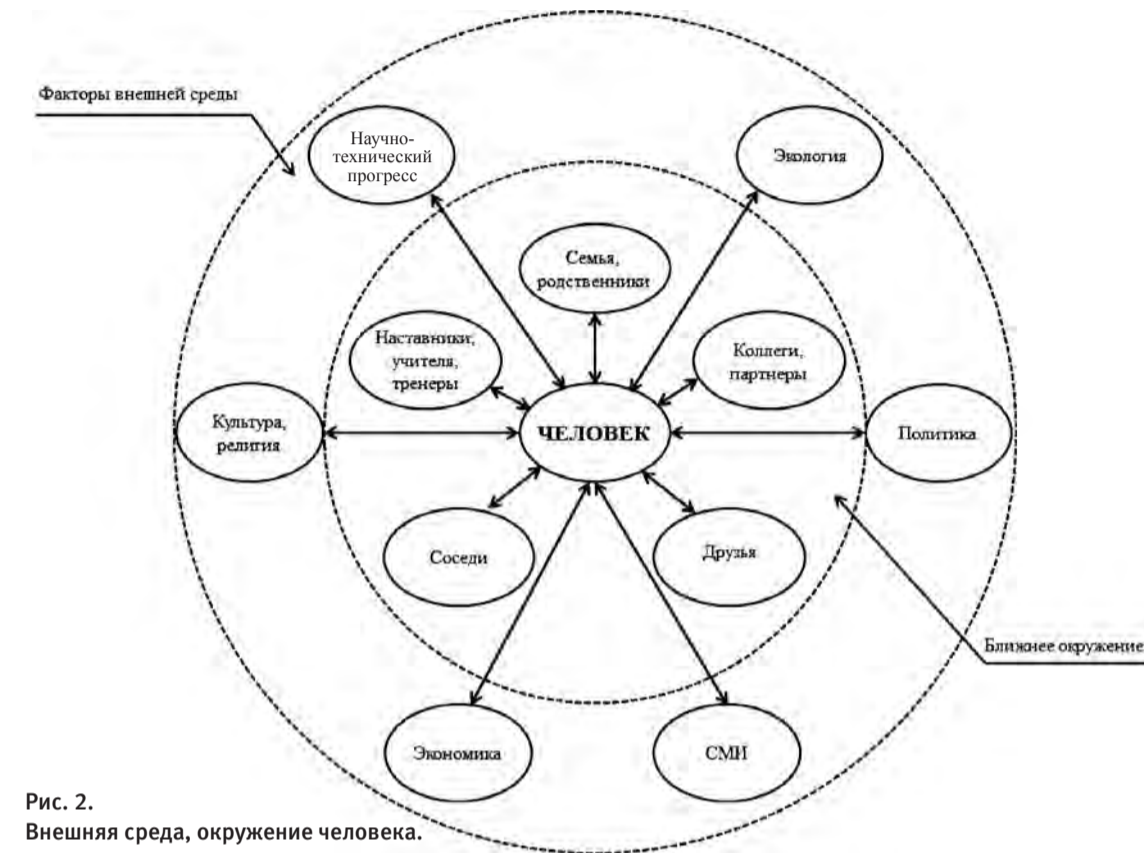 Факторы внешней среды
Научно-
технический
прогресс
Экология
Семья,
родственники
Наставники,
учителя,
тренеры
Коллеги,
партнеры
Культура,
религия
ЧЕЛОВЕК
Политика
Соседи
Друзья
Ближнее окружение
Экономика
СМИ
Рис. 2.
Внешняя среда, окружение человека.